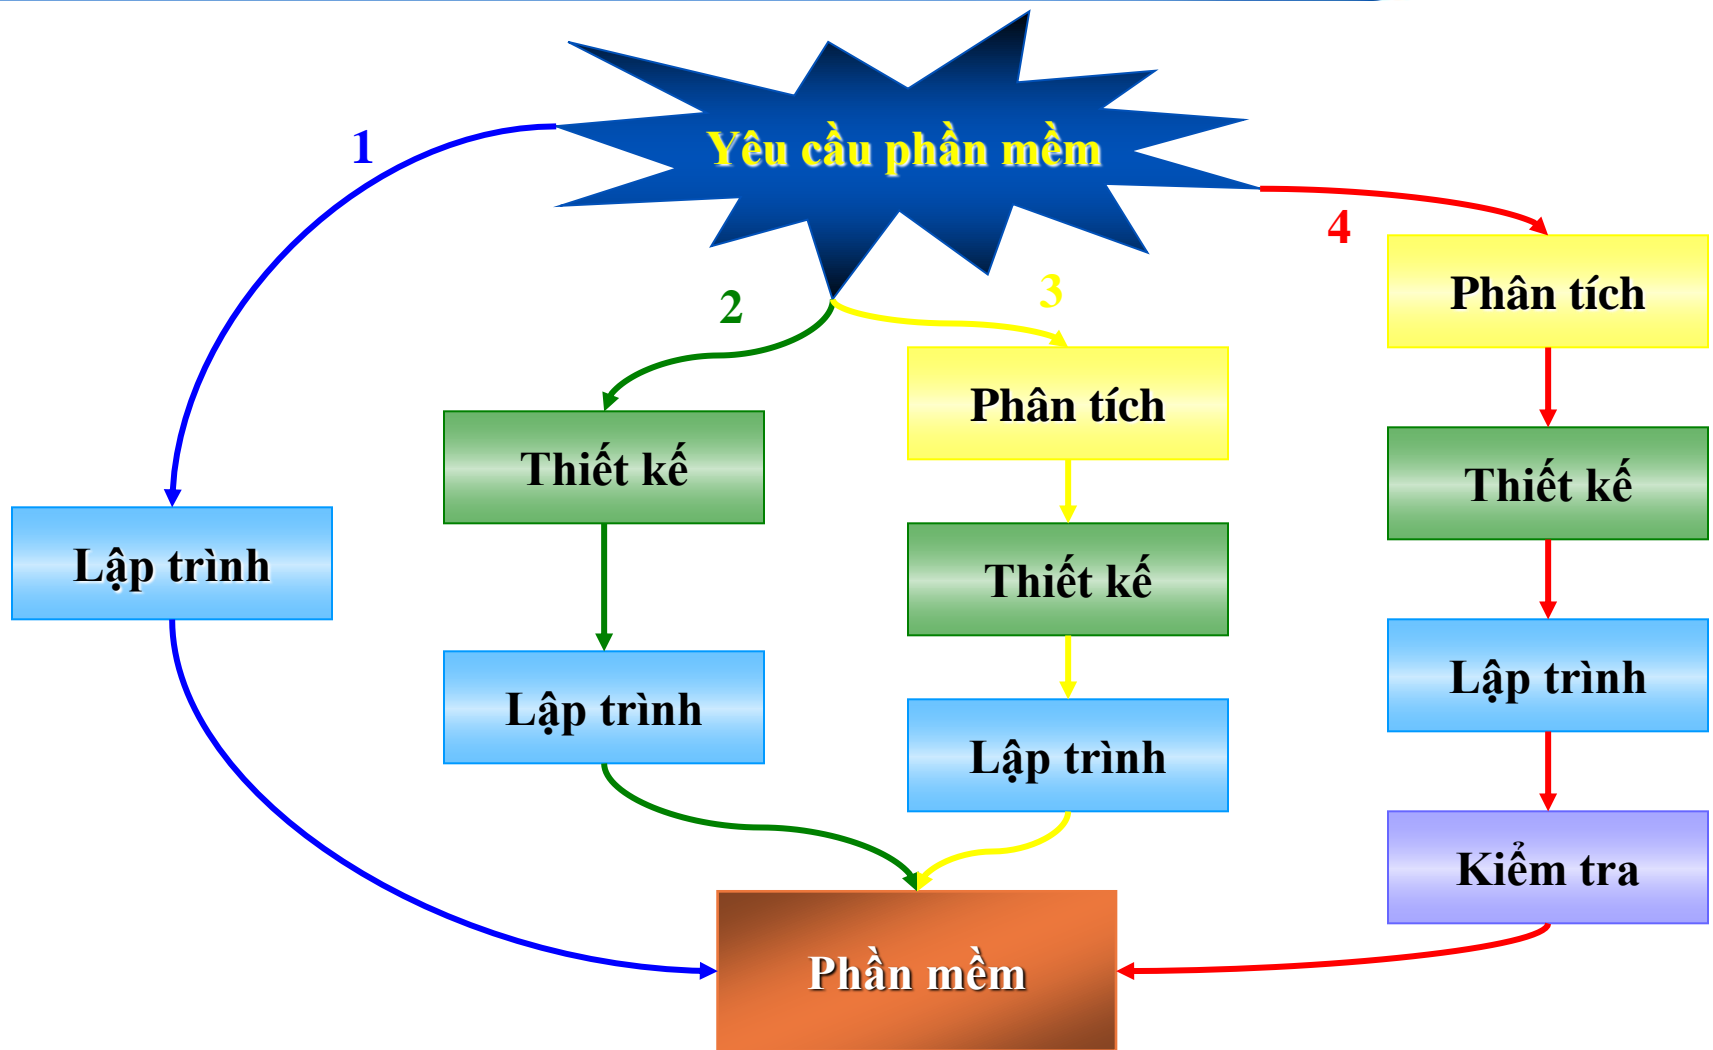 Yêu cầu phần mềm
1
Lập trình
2
Thiết kế
Lập trình
3
Phân tích
Thiết kế
Lập trình
4
Phân tích
Thiết kế
Lập trình
Kiểm tra
Phần mềm